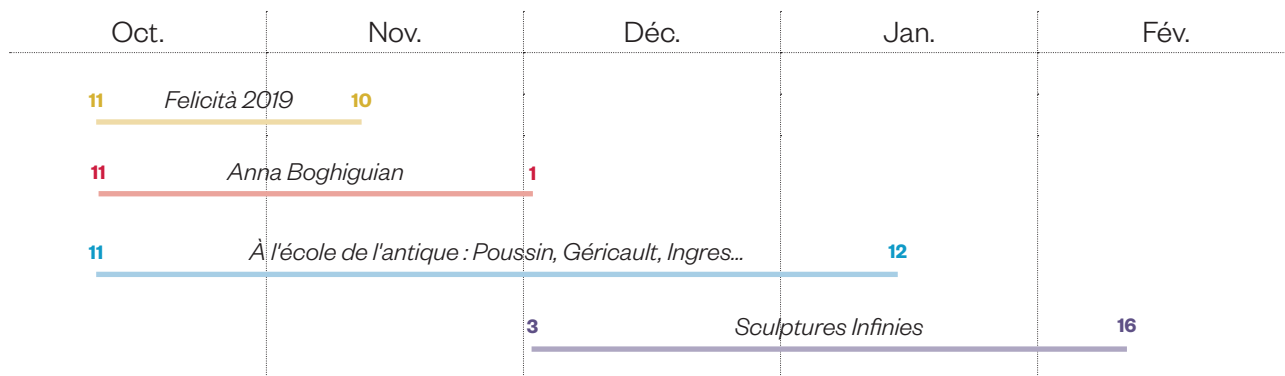 Oct. Nov. Déc. Jan. Fév.
11 Felicità 2019 10
11 Anna Boghiguian 1
11 À l'école de l'antique : Poussin, Géricault, Ingres... 12
3 Sculptures Infinies 16